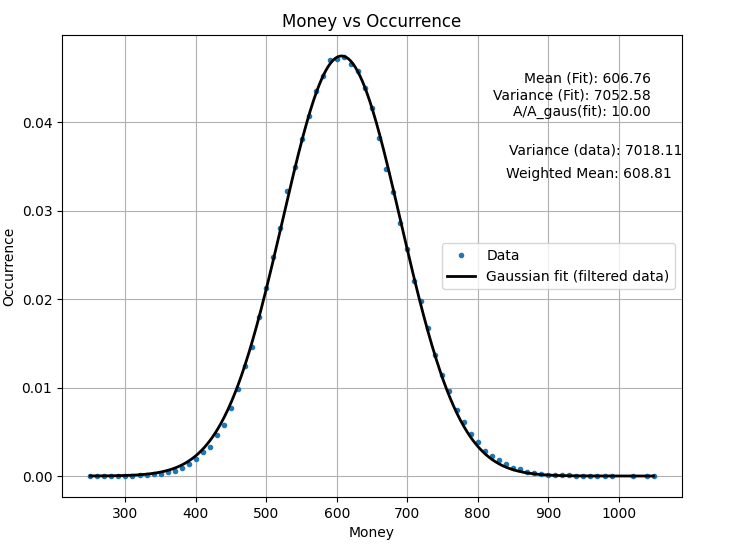 Money vs Occurrence
Mean (Fit): 606.76
Variance (Fit): 7052.58
A/A_gaus(fit): 10.00
Variance (data): 7018.11
Weighted Mean: 608.81
Data
Gaussian fit (filtered data)
Occurrence
0.04
0.03
0.02
0.01
0.00
300 400 500 600 700 800 900 1000
Money